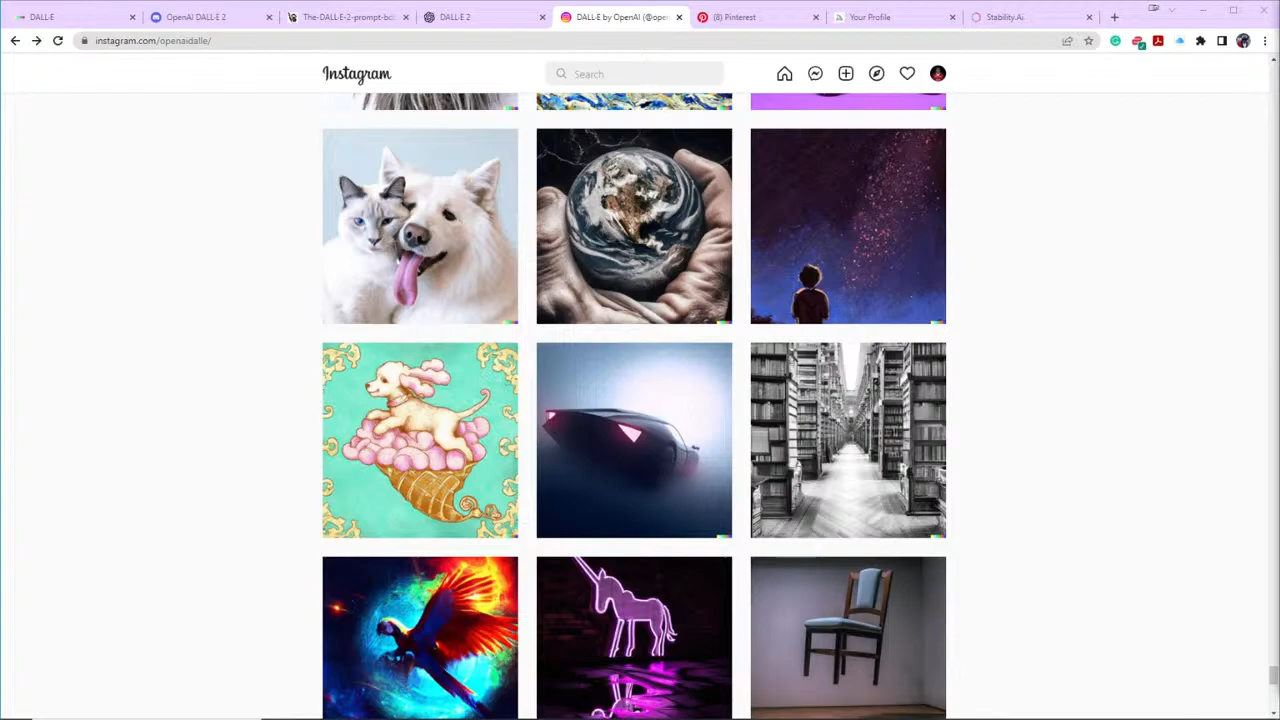 DALL·E
OpenAI DALL·E 2
The-DALL-E-2-prompt-bo
DALL·E 2
DALL·E by OpenAI (@open
(8) Pinterest
Your Profile
Stability.Ai
instagram.com/openaidalle/
Instagram
Search